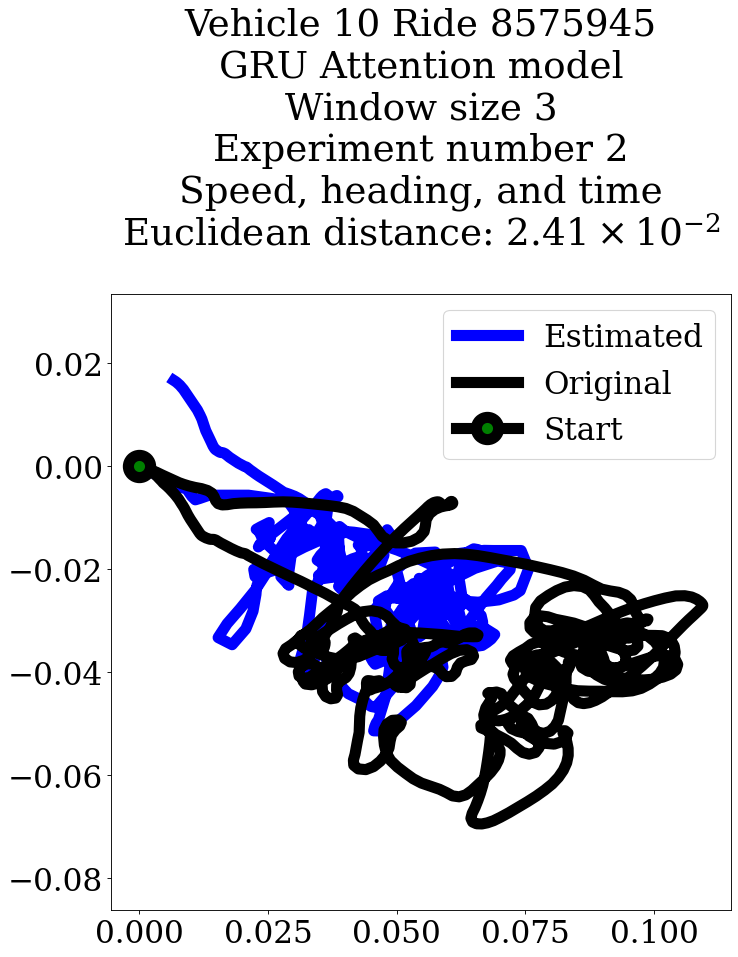 Vehicle 10 Ride 8575945
GRU Attention model
Window size 3
Experiment number 2
Speed, heading, and time
Euclidean distance: 2.41 × 10⁻²
Estimated
Original
Start
0.02
0.00
−0.02
−0.04
−0.06
−0.08
0.000 0.025 0.050 0.075 0.100